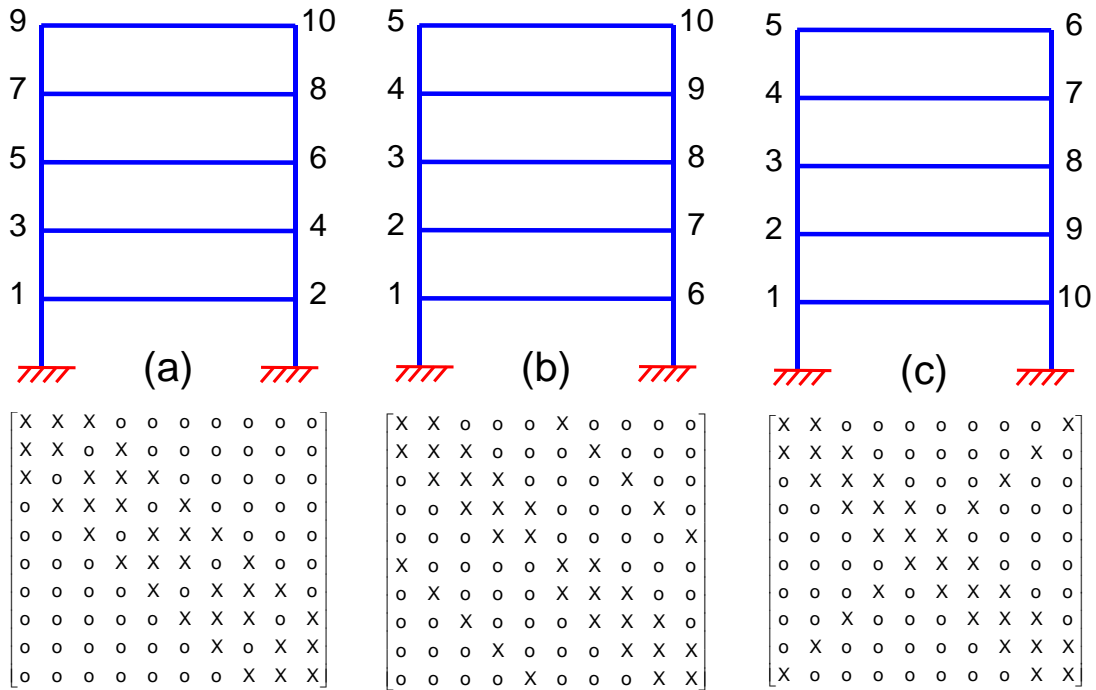 9 10 5 10 5 6
7 8 4 9 4 7
5 6 3 8 3 8
3 4 2 7 2 9
1 2 1 6 1 10
(a) (b) (c)
X X X o o o o o o o X X o o o X o o o o X X o o o o o o o X
X X o X o o o o o o X X X o o o X o o o X X X o o o o o X o
X o X X X o o o o o o X X X o o o X o o o X X X o o o X o o
o X X X o X o o o o o o X X X o o o X o o o X X X o X o o o
o o X o X X X o o o o o o X X o o o o X o o o X X X o o o o
o o o X X X o X o o X o o o o X X o o o o o o o X X X o o o
o o o o X o X X X o o X o o o X X X o o o o o X o X X X o o
o o o o o X X X o X o o X o o o X X X o o o X o o o X X X o
o o o o o o X o X X o o o X o o o X X X o X o o o o o X X X
o o o o o o o X X X o o o o X o o o X X X o o o o o o o X X